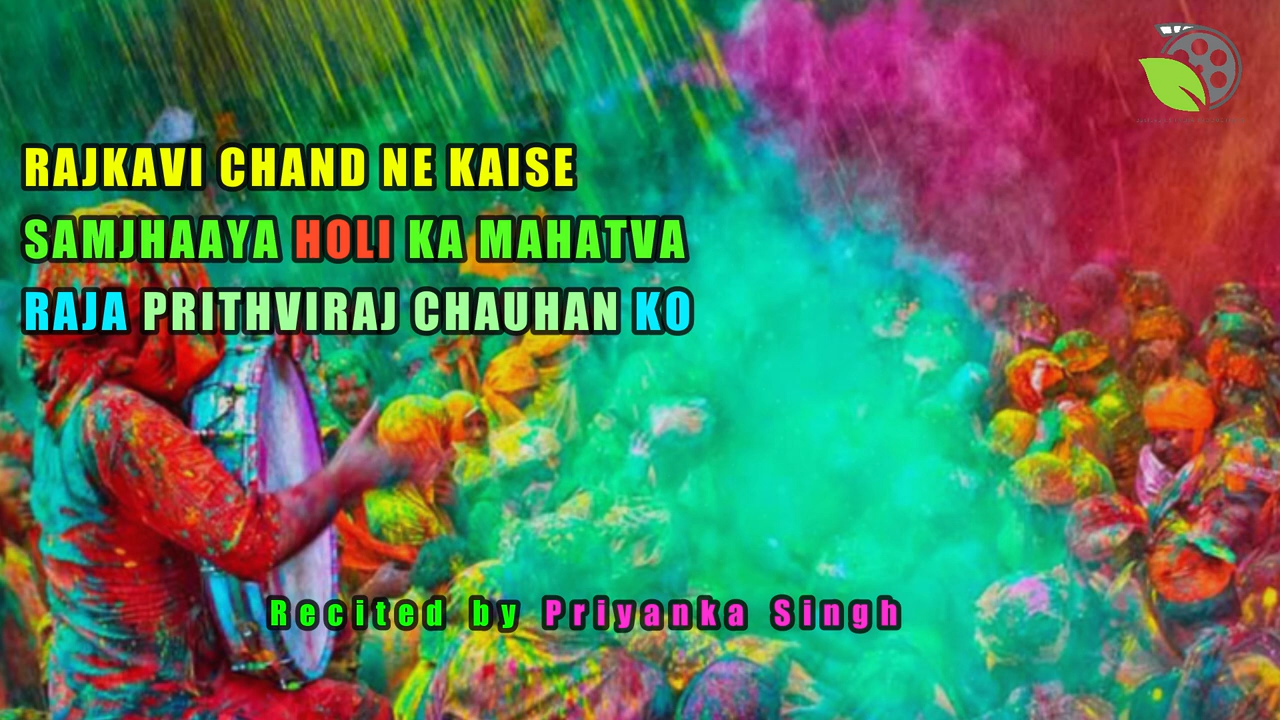 RAJKAVI CHAND NE KAISE
SAMJHAAYA HOLI KA MAHATVA
RAJA PRITHVIRAJ CHAUHAN KO
Recited by Priyanka Singh